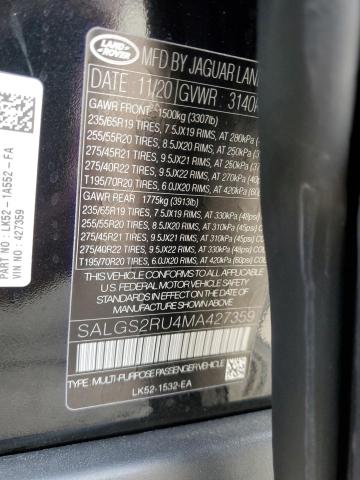 LAND ROVER
MFD BY JAGUAR LAN
DATE: 11/20 GVWR: 3140
GAWR FRONT 1500kg (3307lb)
235/65R19 TIRES, 7.5JX19 RIMS, AT 280kPa
255/55R20 TIRES, 8.5JX20 RIMS, AT 250kPa
275/45R21 TIRES, 9.5JX21 RIMS, AT 250kPa (37
275/40R22 TIRES, 9.5JX22 RIMS, AT 270kPa (40
T195/70R20 TIRES, 6.0JX20 RIMS, AT 420kPa (60
GAWR REAR 1775kg (3913lb)
235/65R19 TIRES, 7.5JX19 RIMS, AT 330kPa (48psi)
255/55R20 TIRES, 8.5JX20 RIMS, AT 310kPa (45psi)
275/45R21 TIRES, 9.5JX21 RIMS, AT 310kPa (45psi) COL
275/40R22 TIRES, 9.5JX22 RIMS, AT 330kPa (48psi) COL
T195/70R20 TIRES, 6.0JX20 RIMS, AT 420kPa (60psi) COL
THIS VEHICLE CONFORMS TO ALL APPLICABLE
U.S. FEDERAL MOTOR VEHICLE SAFETY
STANDARDS IN EFFECT ON THE DATE OF
MANUFACTURE SHOWN ABOVE
SALGS2RU4MA427359
TYPE: MULTI-PURPOSE PASSENGER VEHICLE
LK52-1532-EA
PART NO: LK52-1A552-FA
VIN NO: 427359